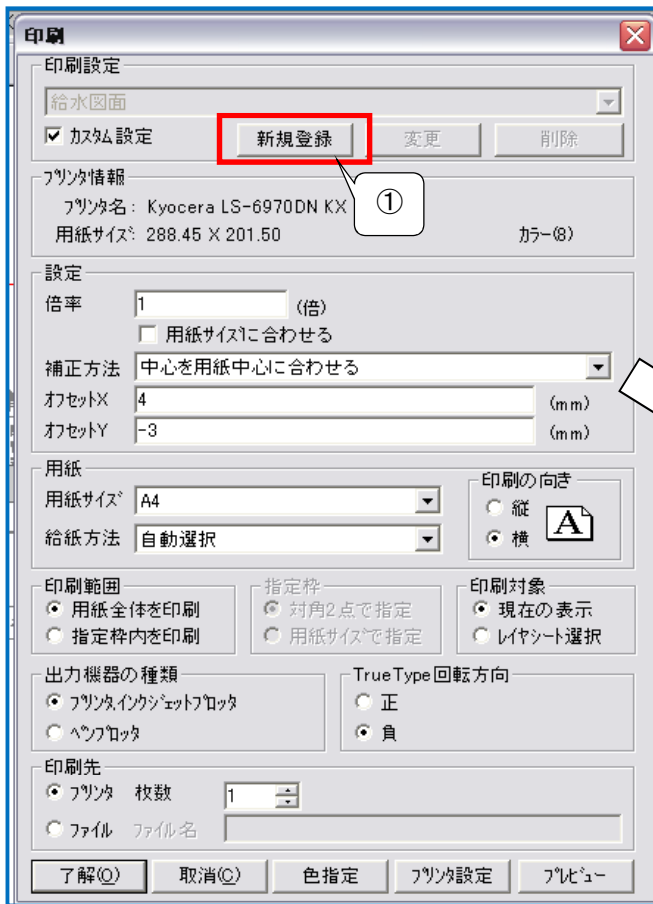 印刷
印刷設定
給水図面
カスタム設定 新規登録 変更 削除
①
プリンタ情報
プリンタ名: Kyocera LS-6970DN KX
用紙サイズ: 288.45 X 201.50 カラー(8)
設定
倍率 1 (倍)
用紙サイズに合わせる
補正方法 中心を用紙中心に合わせる
オフセットX 4 (mm)
オフセットY -3 (mm)
用紙
用紙サイズ A4
給紙方法 自動選択
印刷の向き
縦
横
A
印刷範囲
用紙全体を印刷
指定枠内を印刷
指定枠
対角2点で指定
用紙サイズで指定
印刷対象
現在の表示
レイヤシート選択
出力機器の種類
プリンタ,インクジェットプロッタ
ペンプロッタ
TrueType回転方向
正
負
印刷先
プリンタ 枚数 1
ファイル ファイル名
了解(O) 取消(C) 色指定 プリンタ設定 プレビュー